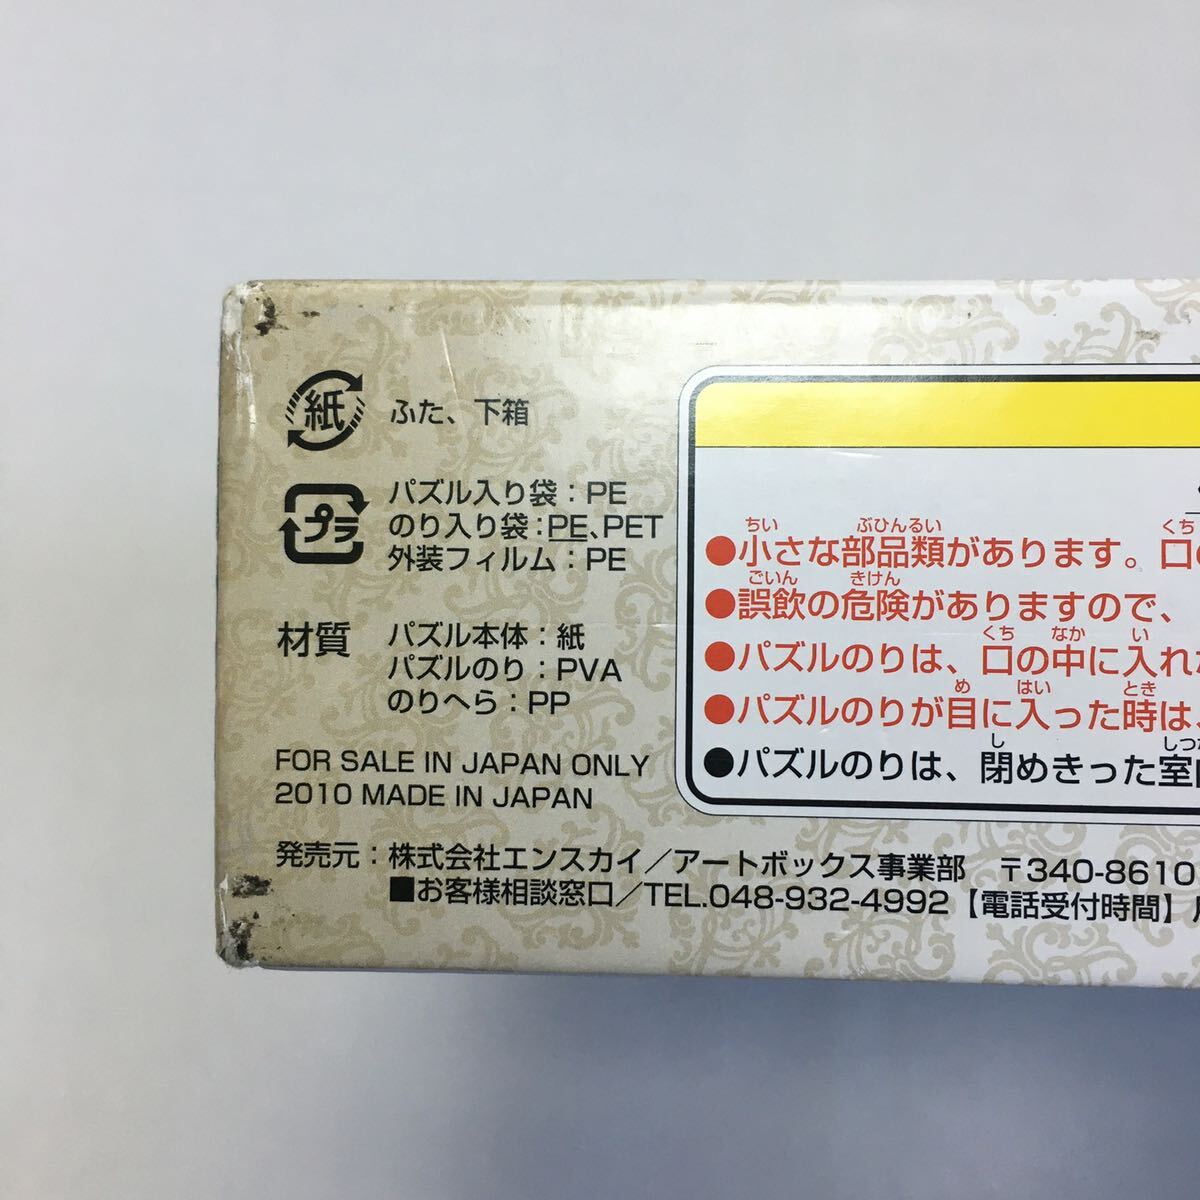 紙 ふた、下箱
プラ パズル入り袋：PE
のり入り袋：PE、PET
外装フィルム：PE
材質 パズル本体：紙
パズルのり：PVA
のりへら：PP
FOR SALE IN JAPAN ONLY
2010 MADE IN JAPAN
発売元：株式会社エンスカイ／アートボックス事業部 〒340-8610
■お客様相談窓口／TEL.048-932-4992【電話受付時間】
ちい ぶひんるい くち
●小さな部品類があります。口の
ごいん きけん
●誤飲の危険がありますので、
くち なか い
●パズルのりは、口の中に入れ
め はい とき
●パズルのりが目に入った時は、
し しつ
●パズルのりは、閉めきった室